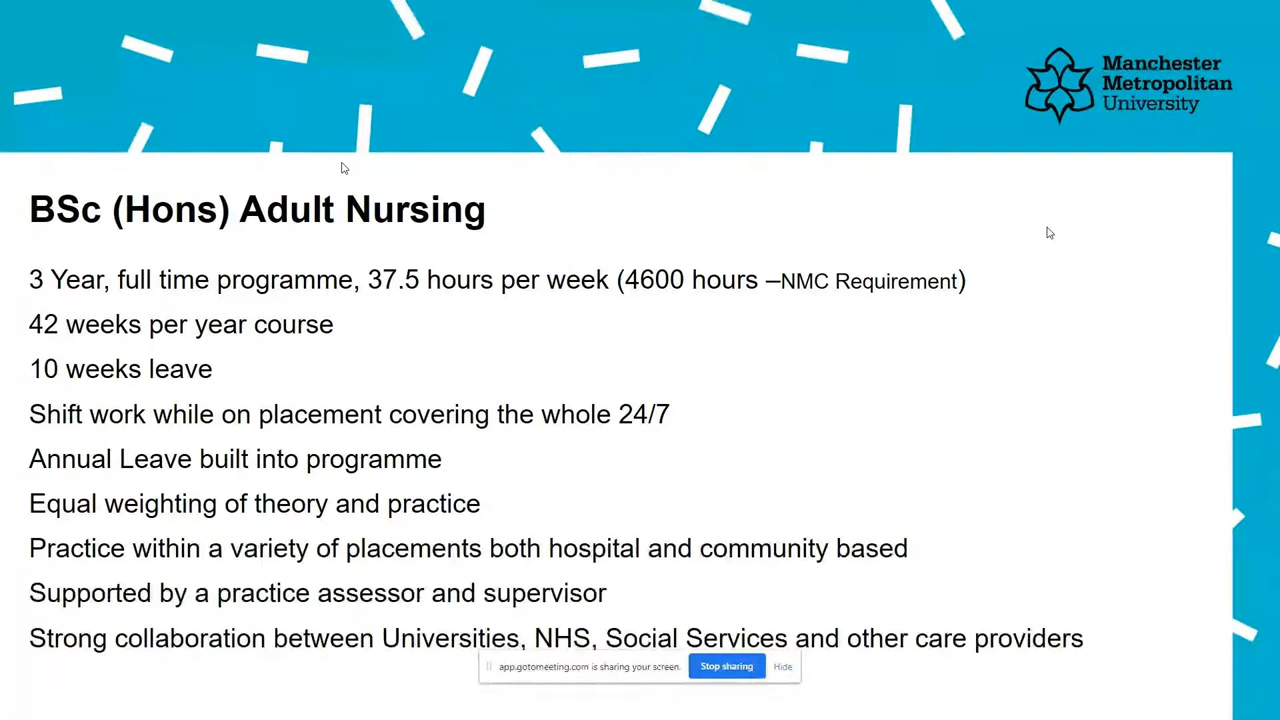 Manchester
Metropolitan
University
BSc (Hons) Adult Nursing
3 Year, full time programme, 37.5 hours per week (4600 hours –NMC Requirement)
42 weeks per year course
10 weeks leave
Shift work while on placement covering the whole 24/7
Annual Leave built into programme
Equal weighting of theory and practice
Practice within a variety of placements both hospital and community based
Supported by a practice assessor and supervisor
Strong collaboration between Universities, NHS, Social Services and other care providers
app.gotomeeting.com is sharing your screen. Stop sharing Hide